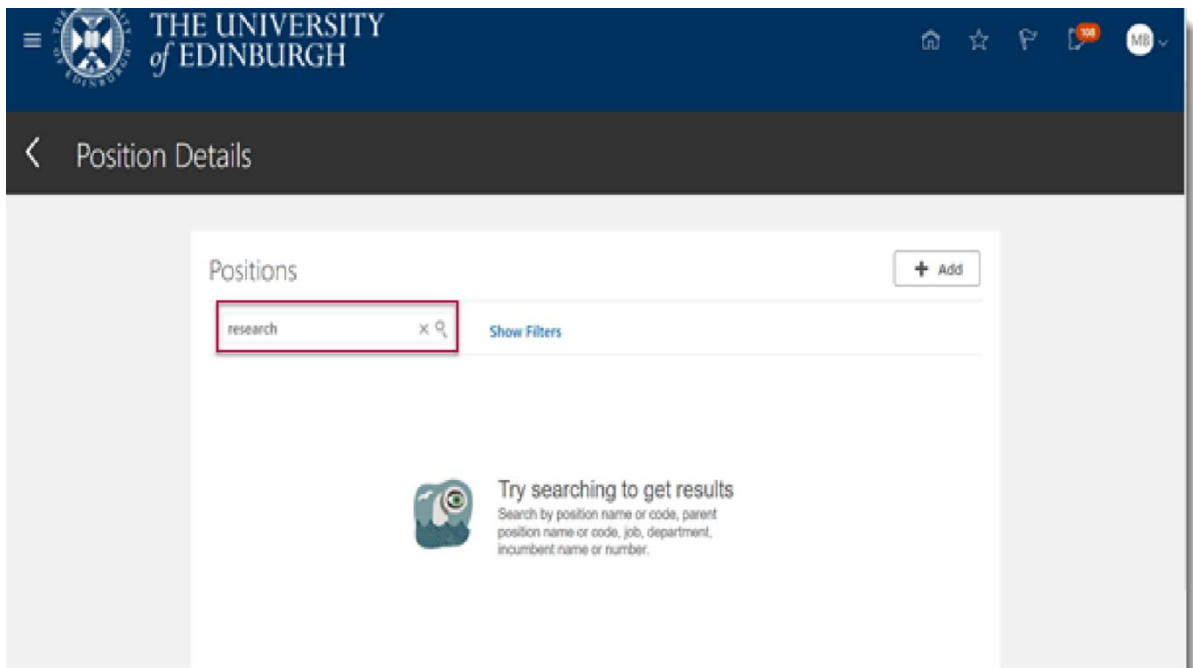 THE UNIVERSITY
of EDINBURGH
108
MB
Position Details
Positions
Add
research
Show Filters
Try searching to get results
Search by position name or code, parent
position name or code, job, department,
incumbent name or number.